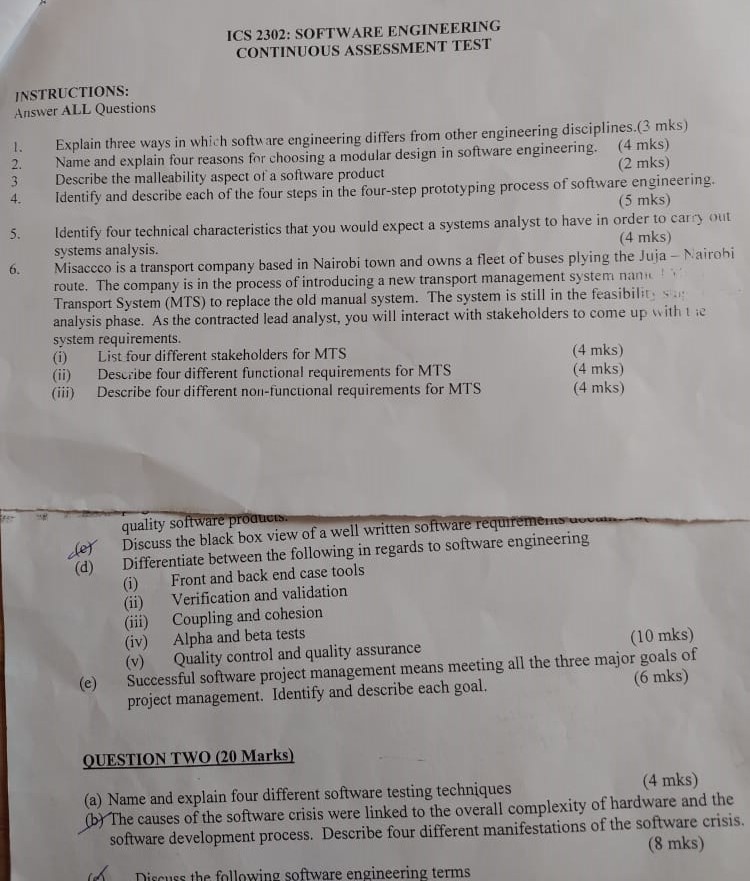 ICS 2302: SOFTWARE ENGINEERING
CONTINUOUS ASSESSMENT TEST
INSTRUCTIONS:
Answer ALL Questions
1. Explain three ways in which software engineering differs from other engineering disciplines.(3 mks)
2. Name and explain four reasons for choosing a modular design in software engineering. (4 mks)
3 Describe the malleability aspect of a software product (2 mks)
4. Identify and describe each of the four steps in the four-step prototyping process of software engineering.
(5 mks)
5. Identify four technical characteristics that you would expect a systems analyst to have in order to carry out
systems analysis. (4 mks)
6. Misaccco is a transport company based in Nairobi town and owns a fleet of buses plying the Juja – Nairobi
route. The company is in the process of introducing a new transport management system
Transport System (MTS) to replace the old manual system. The system is still in the feasibility
analysis phase. As the contracted lead analyst, you will interact with stakeholders to come up with the
system requirements.
(i) List four different stakeholders for MTS (4 mks)
(ii) Describe four different functional requirements for MTS (4 mks)
(iii) Describe four different non-functional requirements for MTS (4 mks)
quality software products.
Discuss the black box view of a well written software requirements
(d) Differentiate between the following in regards to software engineering
(i) Front and back end case tools
(ii) Verification and validation
(iii) Coupling and cohesion
(iv) Alpha and beta tests
(v) Quality control and quality assurance (10 mks)
(e) Successful software project management means meeting all the three major goals of
project management. Identify and describe each goal. (6 mks)
QUESTION TWO (20 Marks)
(a) Name and explain four different software testing techniques (4 mks)
(b) The causes of the software crisis were linked to the overall complexity of hardware and the
software development process. Describe four different manifestations of the software crisis.
(8 mks)
Discuss the following software engineering terms